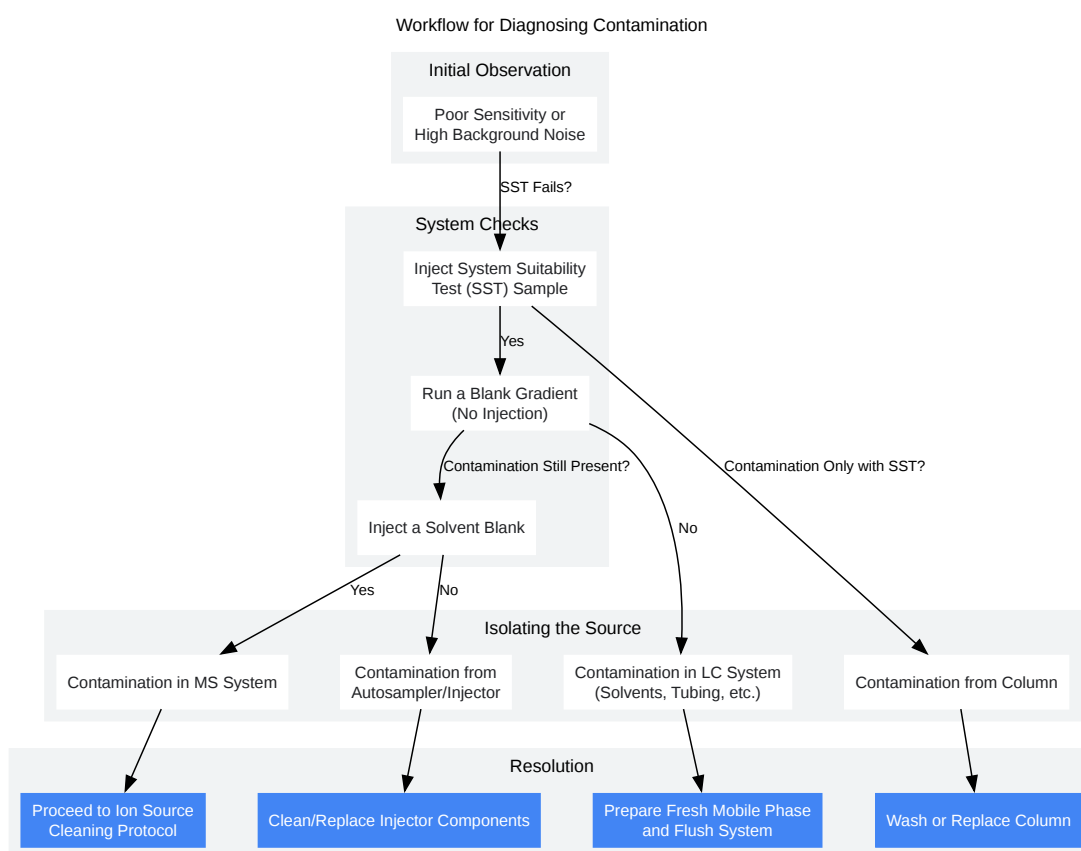 Workflow for Diagnosing Contamination
Initial Observation
Poor Sensitivity or
High Background Noise
SST Fails?
System Checks
Inject System Suitability
Test (SST) Sample
Yes
Run a Blank Gradient
(No Injection)
Contamination Still Present?
Contamination Only with SST?
Inject a Solvent Blank
No
Yes
No
Isolating the Source
Contamination in MS System
Contamination from
Autosampler/Injector
Contamination in LC System
(Solvents, Tubing, etc.)
Contamination from Column
Resolution
Proceed to Ion Source
Cleaning Protocol
Clean/Replace Injector Components
Prepare Fresh Mobile Phase
and Flush System
Wash or Replace Column